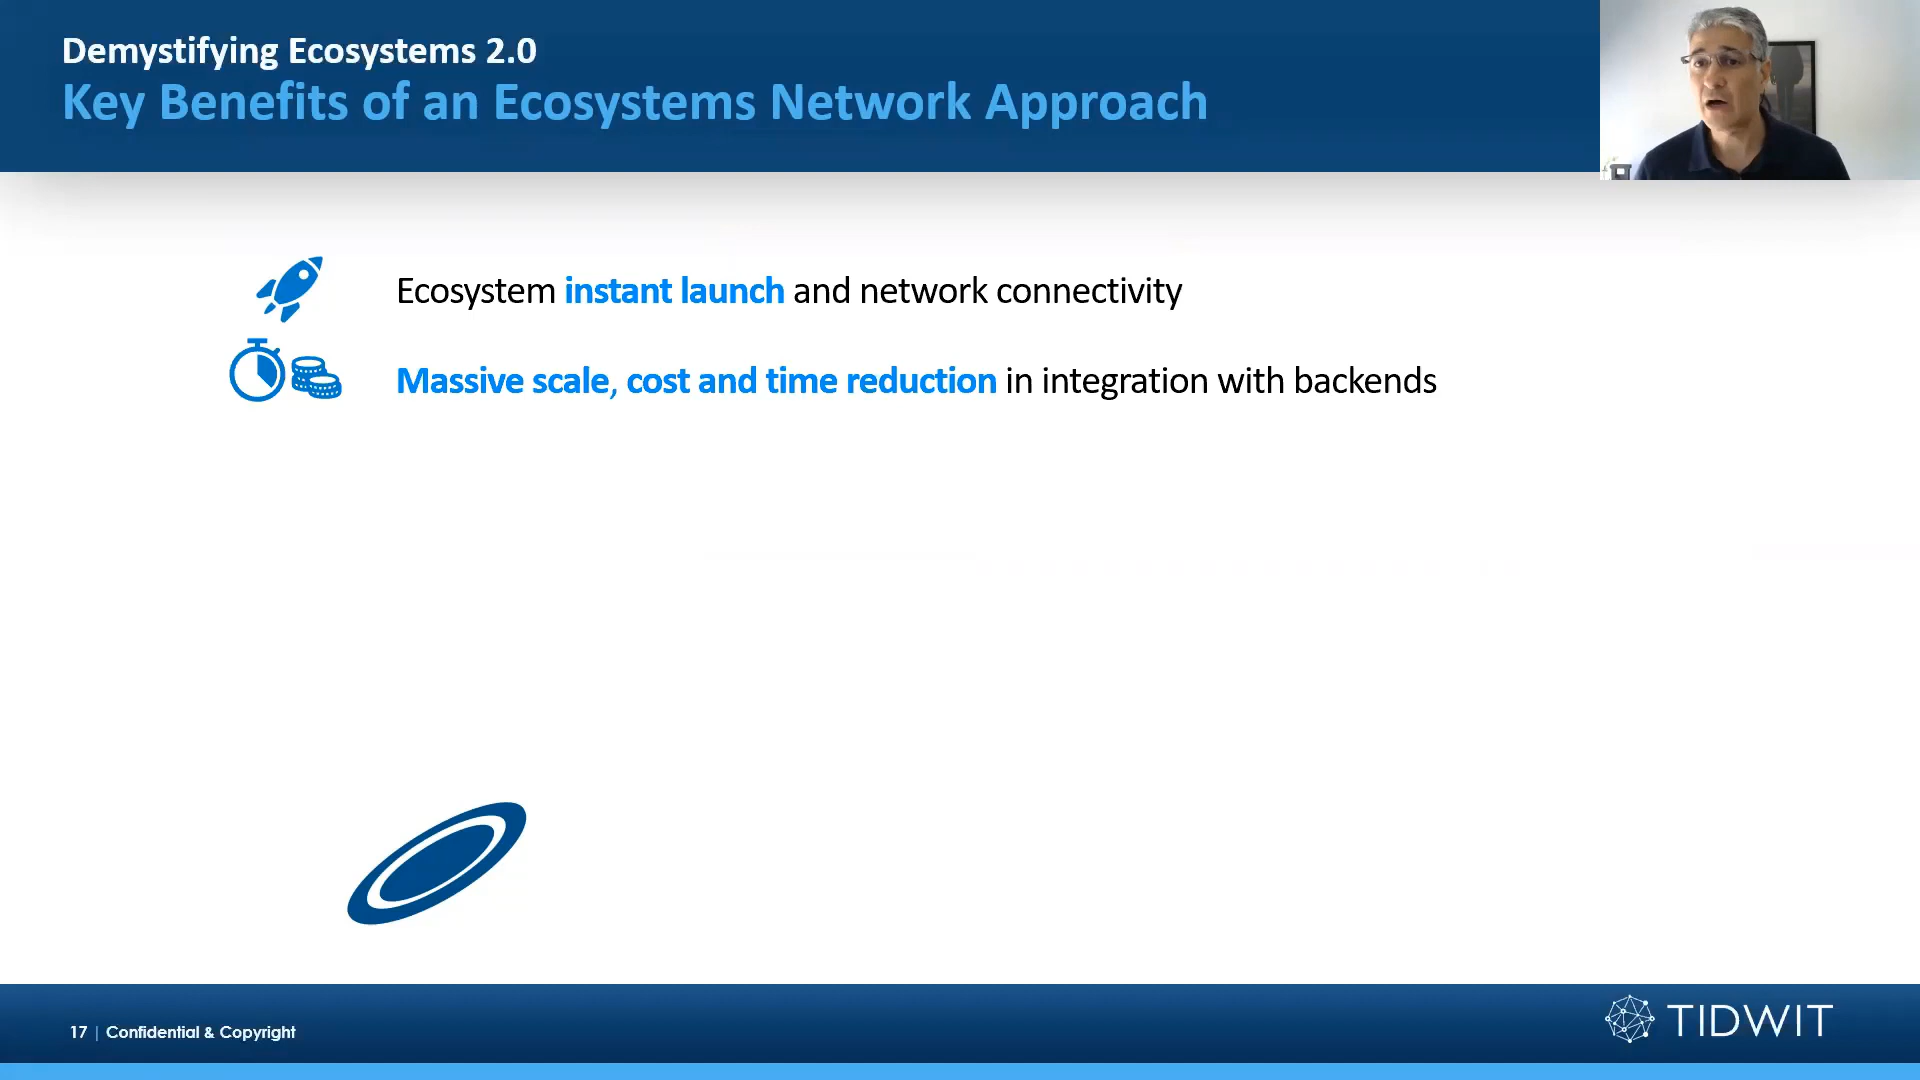 Demystifying Ecosystems 2.0
Key Benefits of an Ecosystems Network Approach
Ecosystem instant launch and network connectivity
Massive scale, cost and time reduction in integration with backends
17 | Confidential & Copyright
TIDWIT